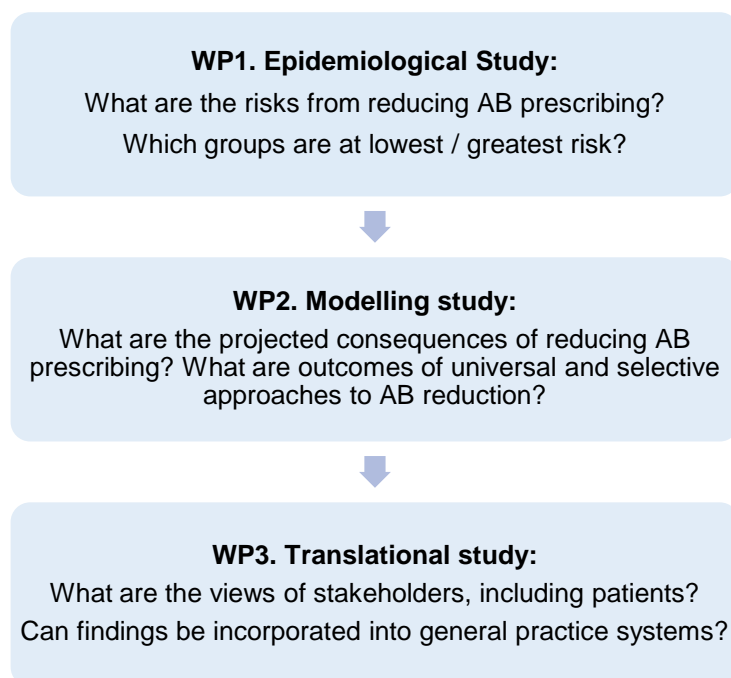 WP1. Epidemiological Study:
What are the risks from reducing AB prescribing?
Which groups are at lowest / greatest risk?
WP2. Modelling study:
What are the projected consequences of reducing AB
prescribing? What are outcomes of universal and selective
approaches to AB reduction?
WP3. Translational study:
What are the views of stakeholders, including patients?
Can findings be incorporated into general practice systems?